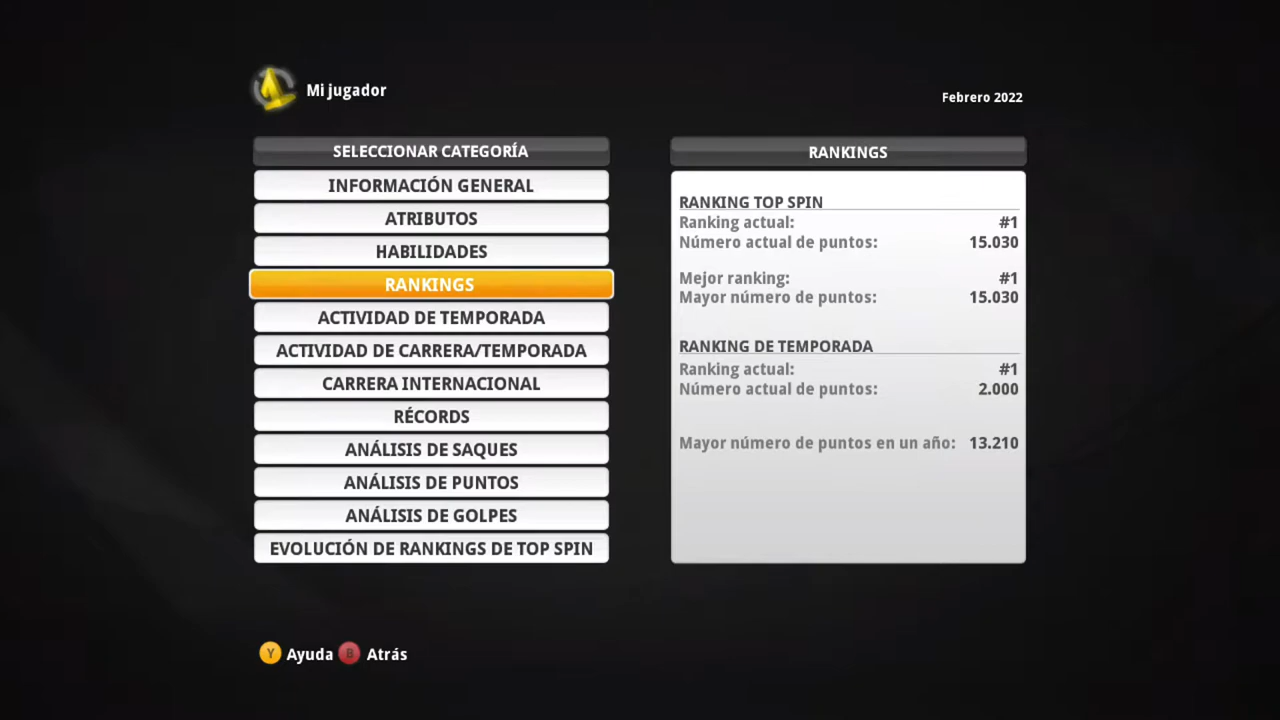 Mi jugador
Febrero 2022
SELECCIONAR CATEGORÍA
INFORMACIÓN GENERAL
ATRIBUTOS
HABILIDADES
RANKINGS
ACTIVIDAD DE TEMPORADA
ACTIVIDAD DE CARRERA/TEMPORADA
CARRERA INTERNACIONAL
RÉCORDS
ANÁLISIS DE SAQUES
ANÁLISIS DE PUNTOS
ANÁLISIS DE GOLPES
EVOLUCIÓN DE RANKINGS DE TOP SPIN
RANKINGS
RANKING TOP SPIN
Ranking actual: #1
Número actual de puntos: 15.030
Mejor ranking: #1
Mayor número de puntos: 15.030
RANKING DE TEMPORADA
Ranking actual: #1
Número actual de puntos: 2.000
Mayor número de puntos en un año: 13.210
Y Ayuda B Atrás